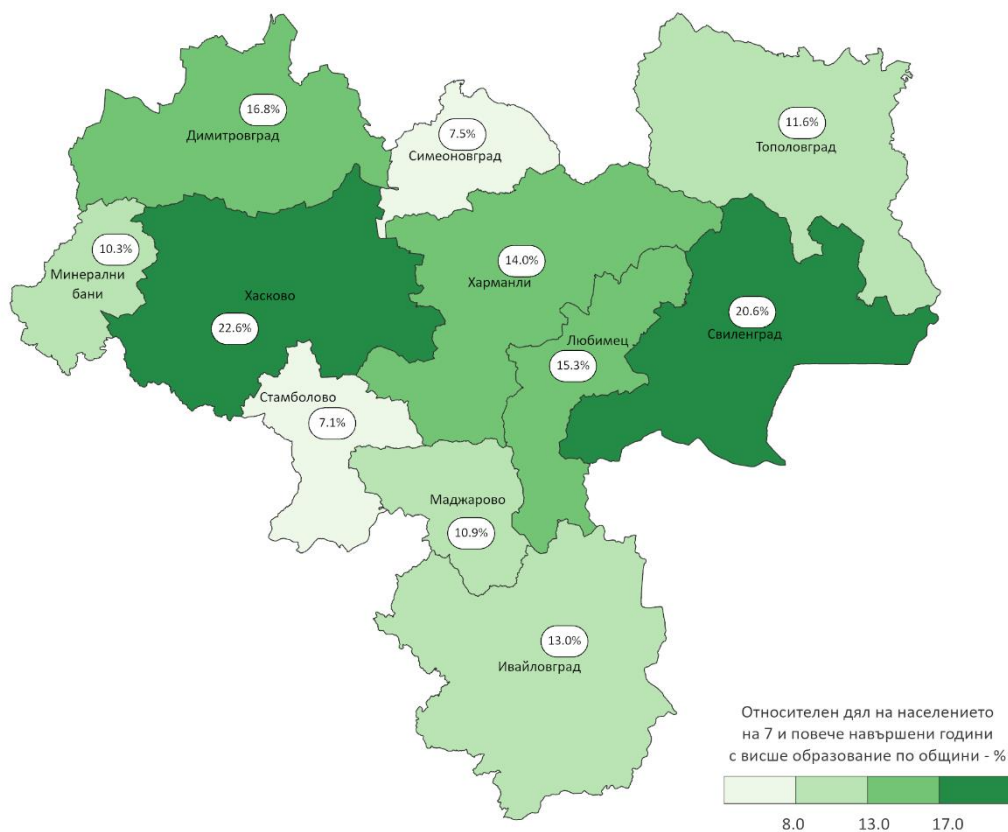 16.8%
Димитровград
7.5%
Симеоновград
11.6%
Тополовград
10.3%
Минерални
бани
14.0%
Харманли
Хасково
22.6%
20.6%
Свиленград
Любимец
15.3%
Стамболово
7.1%
Маджарово
10.9%
13.0%
Ивайловград
Относителен дял на населението
на 7 и повече навършени години
с висше образование по общини - %
8.0 13.0 17.0